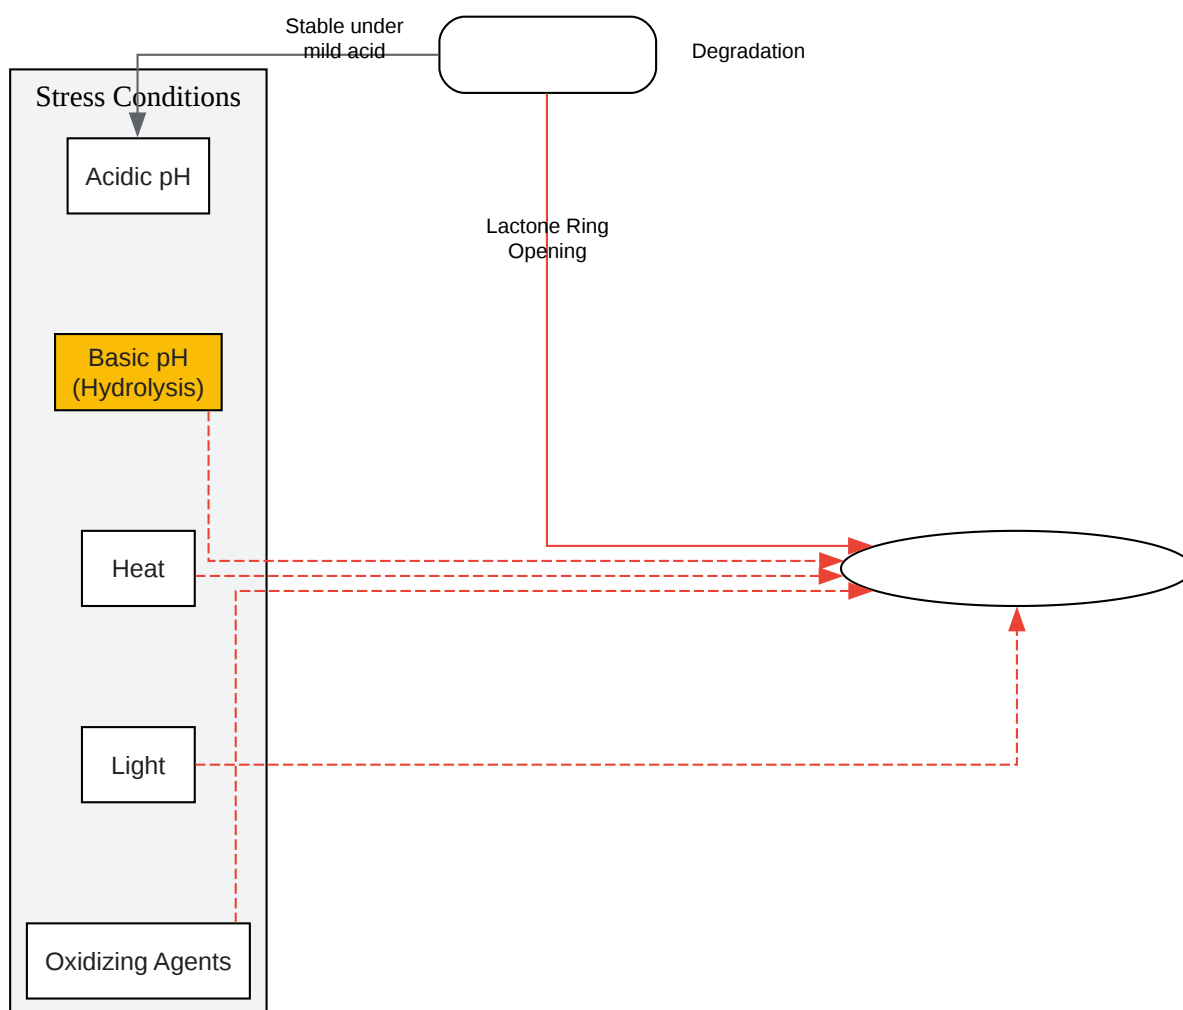 Stable under
mild acid
Degradation
Stress Conditions
Acidic pH
Lactone Ring
Opening
Basic pH
(Hydrolysis)
Heat
Light
Oxidizing Agents